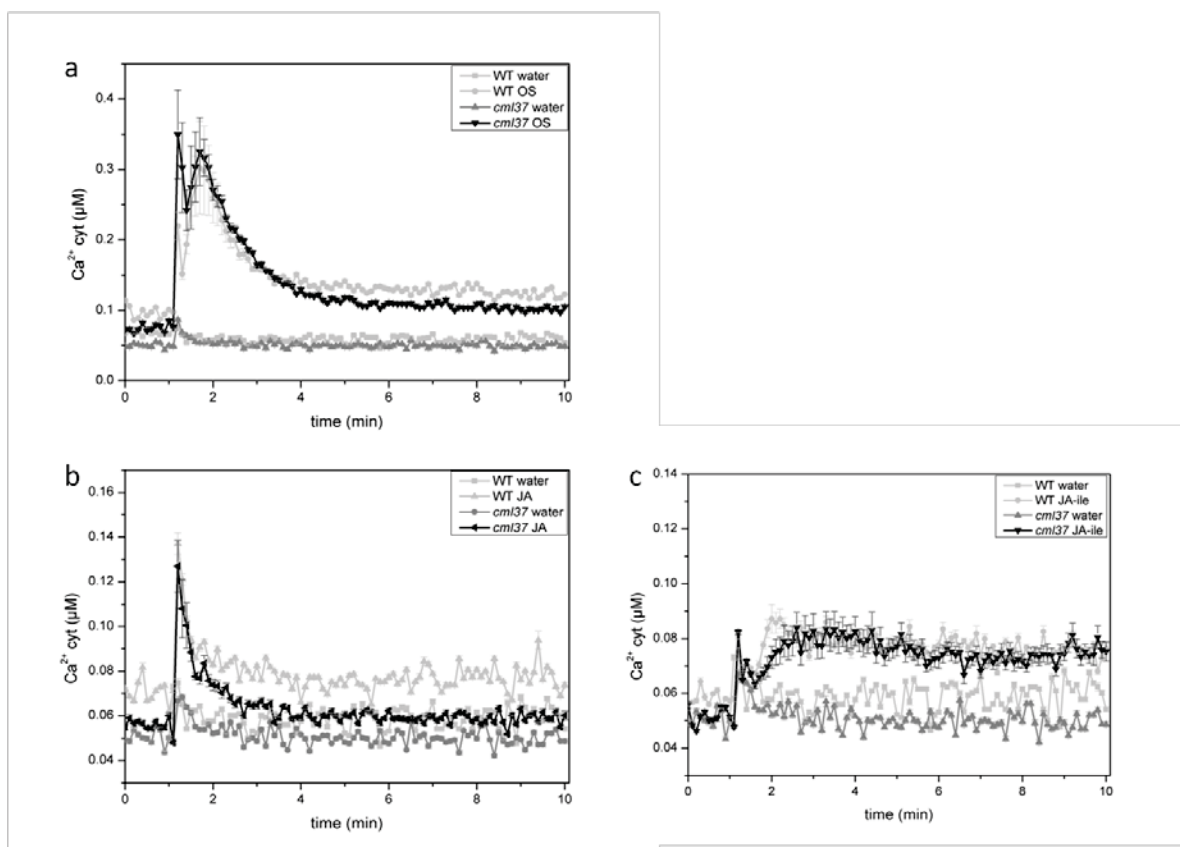 a
WT water
WT OS
cml37 water
cml37 OS
Ca²⁺ cyt (µM)
0.4
0.3
0.2
0.1
0.0
0 2 4 6 8 10
time (min)
b
WT water
WT JA
cml37 water
cml37 JA
Ca²⁺ cyt (µM)
0.16
0.14
0.12
0.10
0.08
0.06
0.04
0 2 4 6 8 10
time (min)
c
WT water
WT JA-ile
cml37 water
cml37 JA-ile
Ca²⁺ cyt (µM)
0.14
0.12
0.10
0.08
0.06
0.04
0 2 4 6 8 10
time (min)